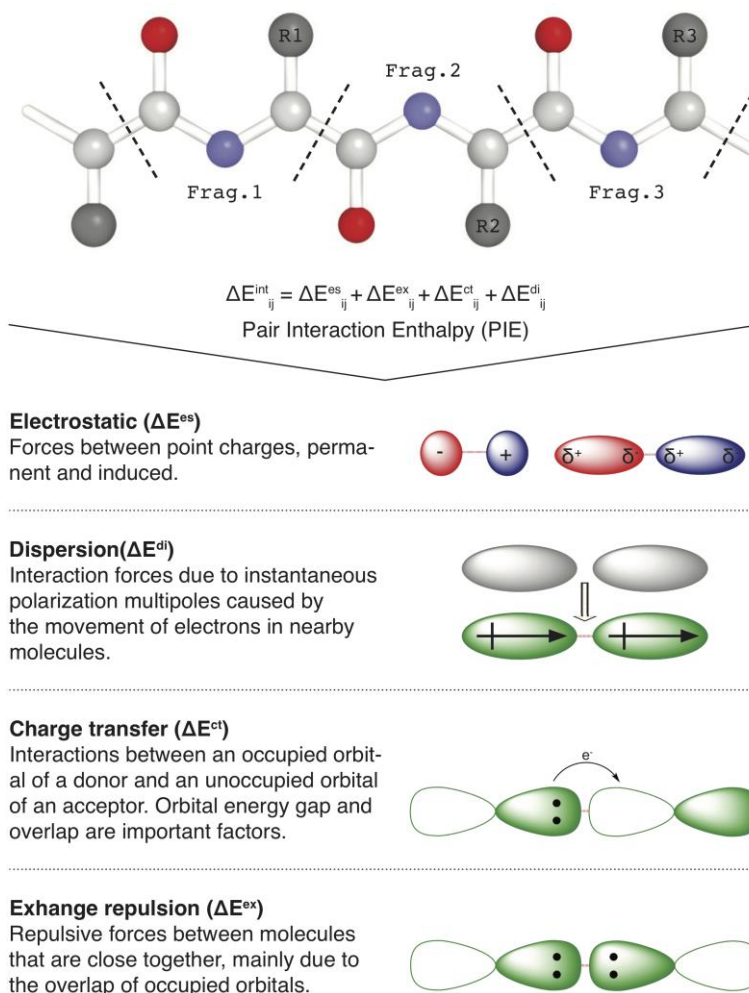 R1
R3
Frag.2
Frag.1
Frag.3
R2
ΔE^int_ij = ΔE^es_ij + ΔE^ex_ij + ΔE^ct_ij + ΔE^di_ij
Pair Interaction Enthalpy (PIE)
Electrostatic (ΔE^es)
Forces between point charges, perma-
nent and induced.
- + δ+ δ- δ+ δ-
Dispersion(ΔE^di)
Interaction forces due to instantaneous
polarization multipoles caused by
the movement of electrons in nearby
molecules.
Charge transfer (ΔE^ct)
Interactions between an occupied orbit-
al of a donor and an unoccupied orbital
of an acceptor. Orbital energy gap and
overlap are important factors.
e-
Exhange repulsion (ΔE^ex)
Repulsive forces between molecules
that are close together, mainly due to
the overlap of occupied orbitals.